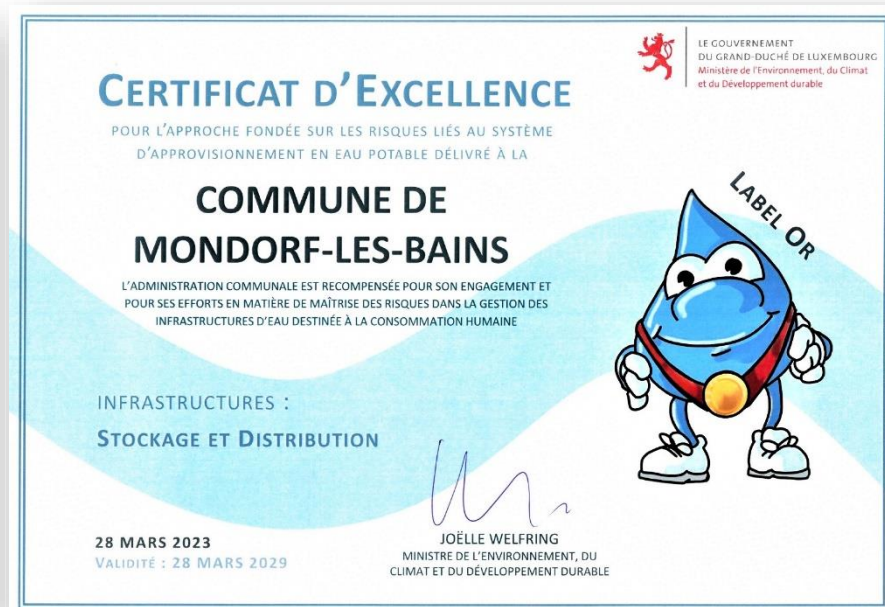 LE GOUVERNEMENT
DU GRAND-DUCHÉ DE LUXEMBOURG
Ministère de l'Environnement, du Climat
et du Développement durable
CERTIFICAT D'EXCELLENCE
POUR L'APPROCHE FONDÉE SUR LES RISQUES LIÉS AU SYSTÈME
D'APPROVISIONNEMENT EN EAU POTABLE DÉLIVRÉ À LA
COMMUNE DE
MONDORF-LES-BAINS
L'ADMINISTRATION COMMUNALE EST RECOMPENSÉE POUR SON ENGAGEMENT ET
POUR SES EFFORTS EN MATIÈRE DE MAÎTRISE DES RISQUES DANS LA GESTION DES
INFRASTRUCTURES D'EAU DESTINÉE À LA CONSOMMATION HUMAINE
LABEL OR
INFRASTRUCTURES :
STOCKAGE ET DISTRIBUTION
28 MARS 2023
VALIDITÉ : 28 MARS 2029
JOËLLE WELFRING
MINISTRE DE L'ENVIRONNEMENT, DU
CLIMAT ET DU DÉVELOPPEMENT DURABLE